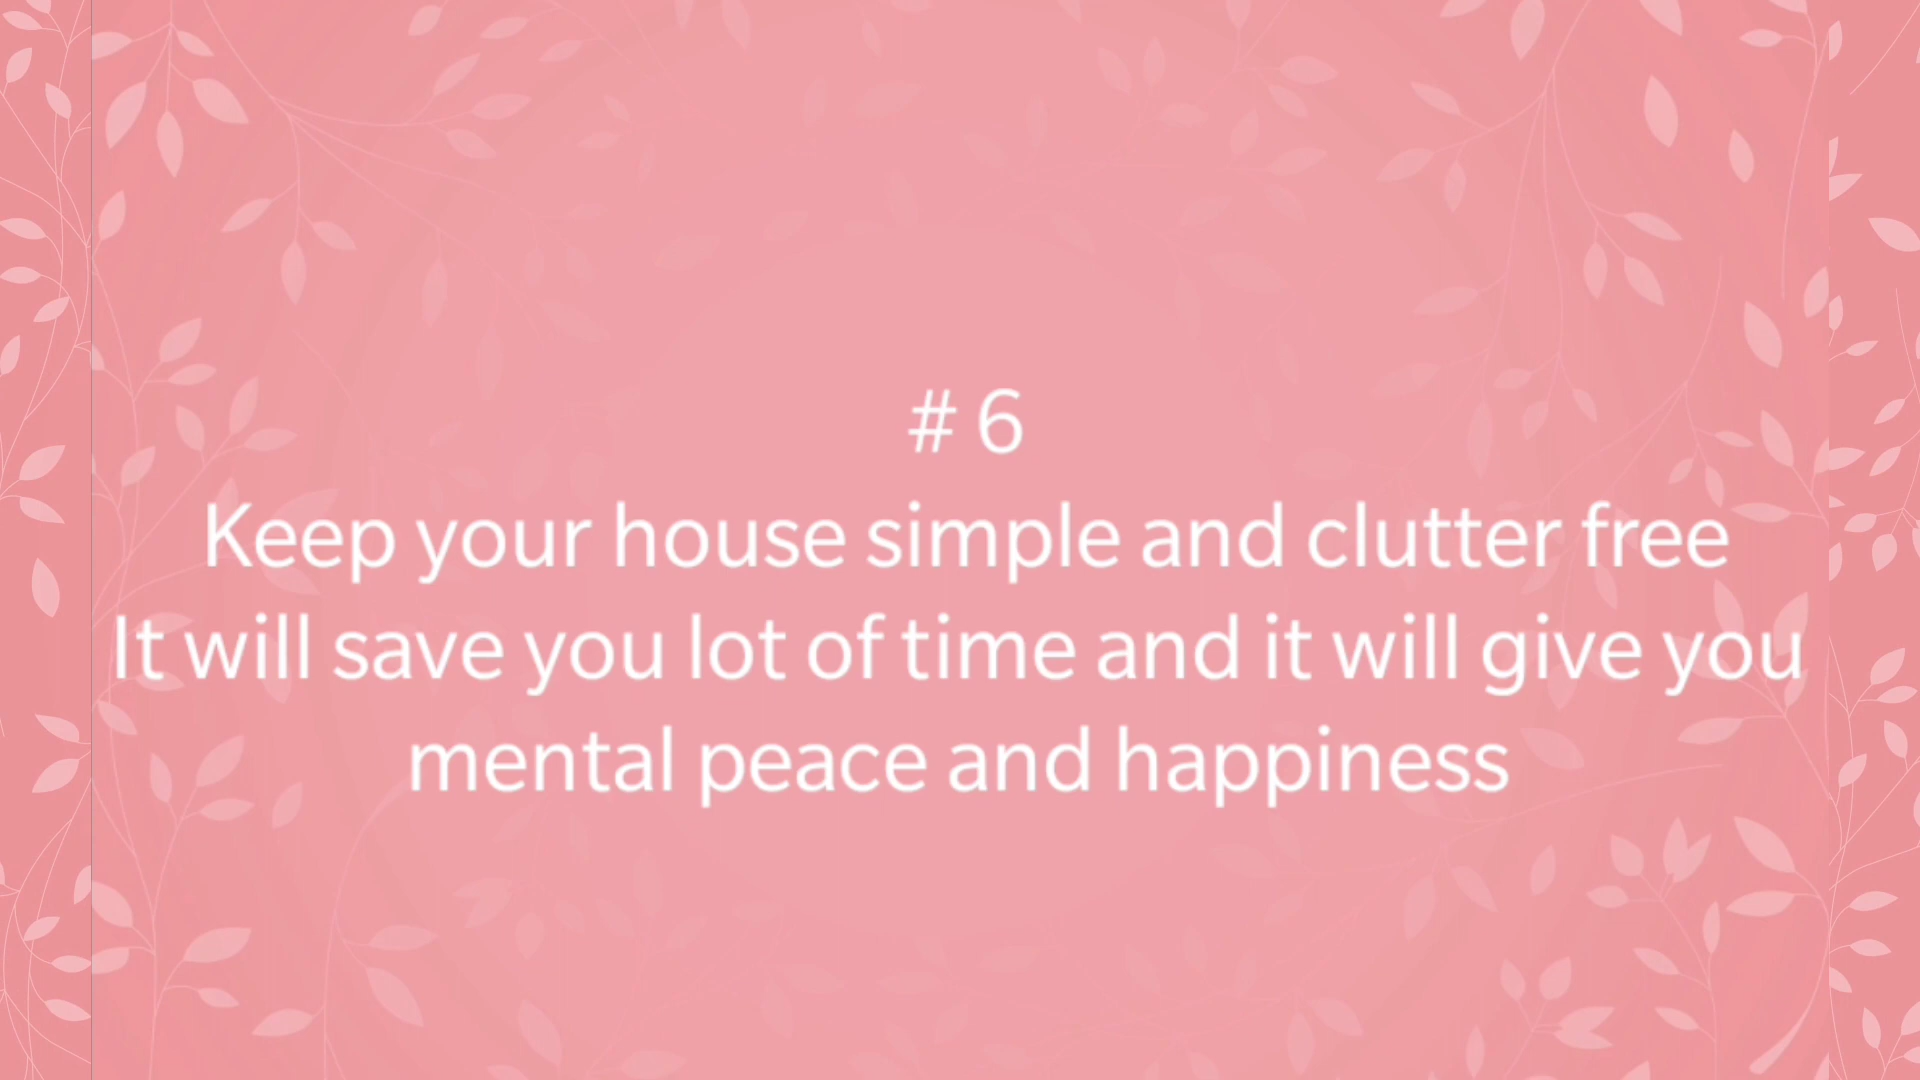 # 6
Keep your house simple and clutter free
It will save you lot of time and it will give you
mental peace and happiness